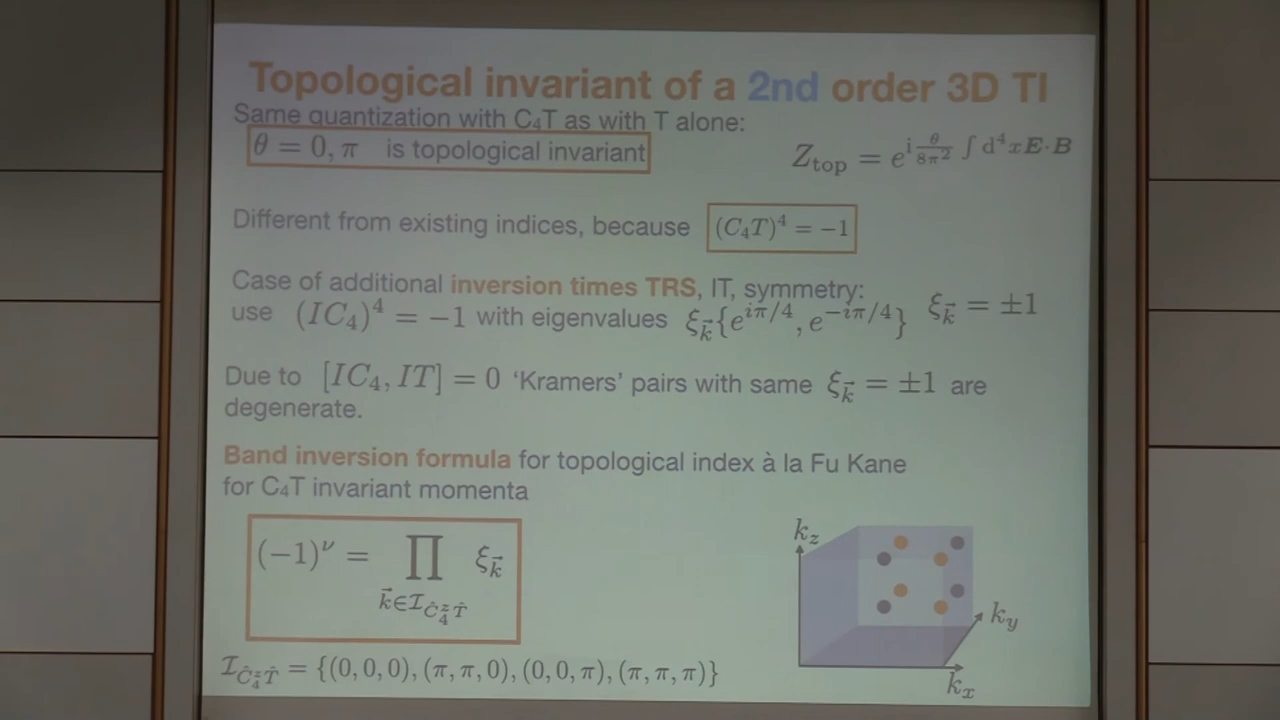 Topological invariant of a 2nd order 3D TI
Same quantization with C₄T as with T alone:
θ = 0, π is topological invariant
Z_top = e^{i θ/8π² ∫ d⁴x E·B}
Different from existing indices, because (C₄T)⁴ = −1
Case of additional inversion times TRS, IT, symmetry:
use (IC₄)⁴ = −1 with eigenvalues ξ_k⃗{e^{iπ/4}, e^{−iπ/4}} ξ_k⃗ = ±1
Due to [IC₄, IT] = 0 ‘Kramers’ pairs with same ξ_k⃗ = ±1 are
degenerate.
Band inversion formula for topological index à la Fu Kane
for C₄T invariant momenta
(−1)^ν = ∏_{k⃗∈I_{Ĉ₄ᶻT̂}} ξ_k⃗
I_{Ĉ₄ᶻT̂} = {(0, 0, 0), (π, π, 0), (0, 0, π), (π, π, π)}
k_z
k_y
k_x